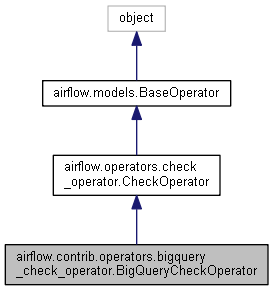 object
airflow.models.BaseOperator
airflow.operators.check
_operator.CheckOperator
airflow.contrib.operators.bigquery
_check_operator.BigQueryCheckOperator